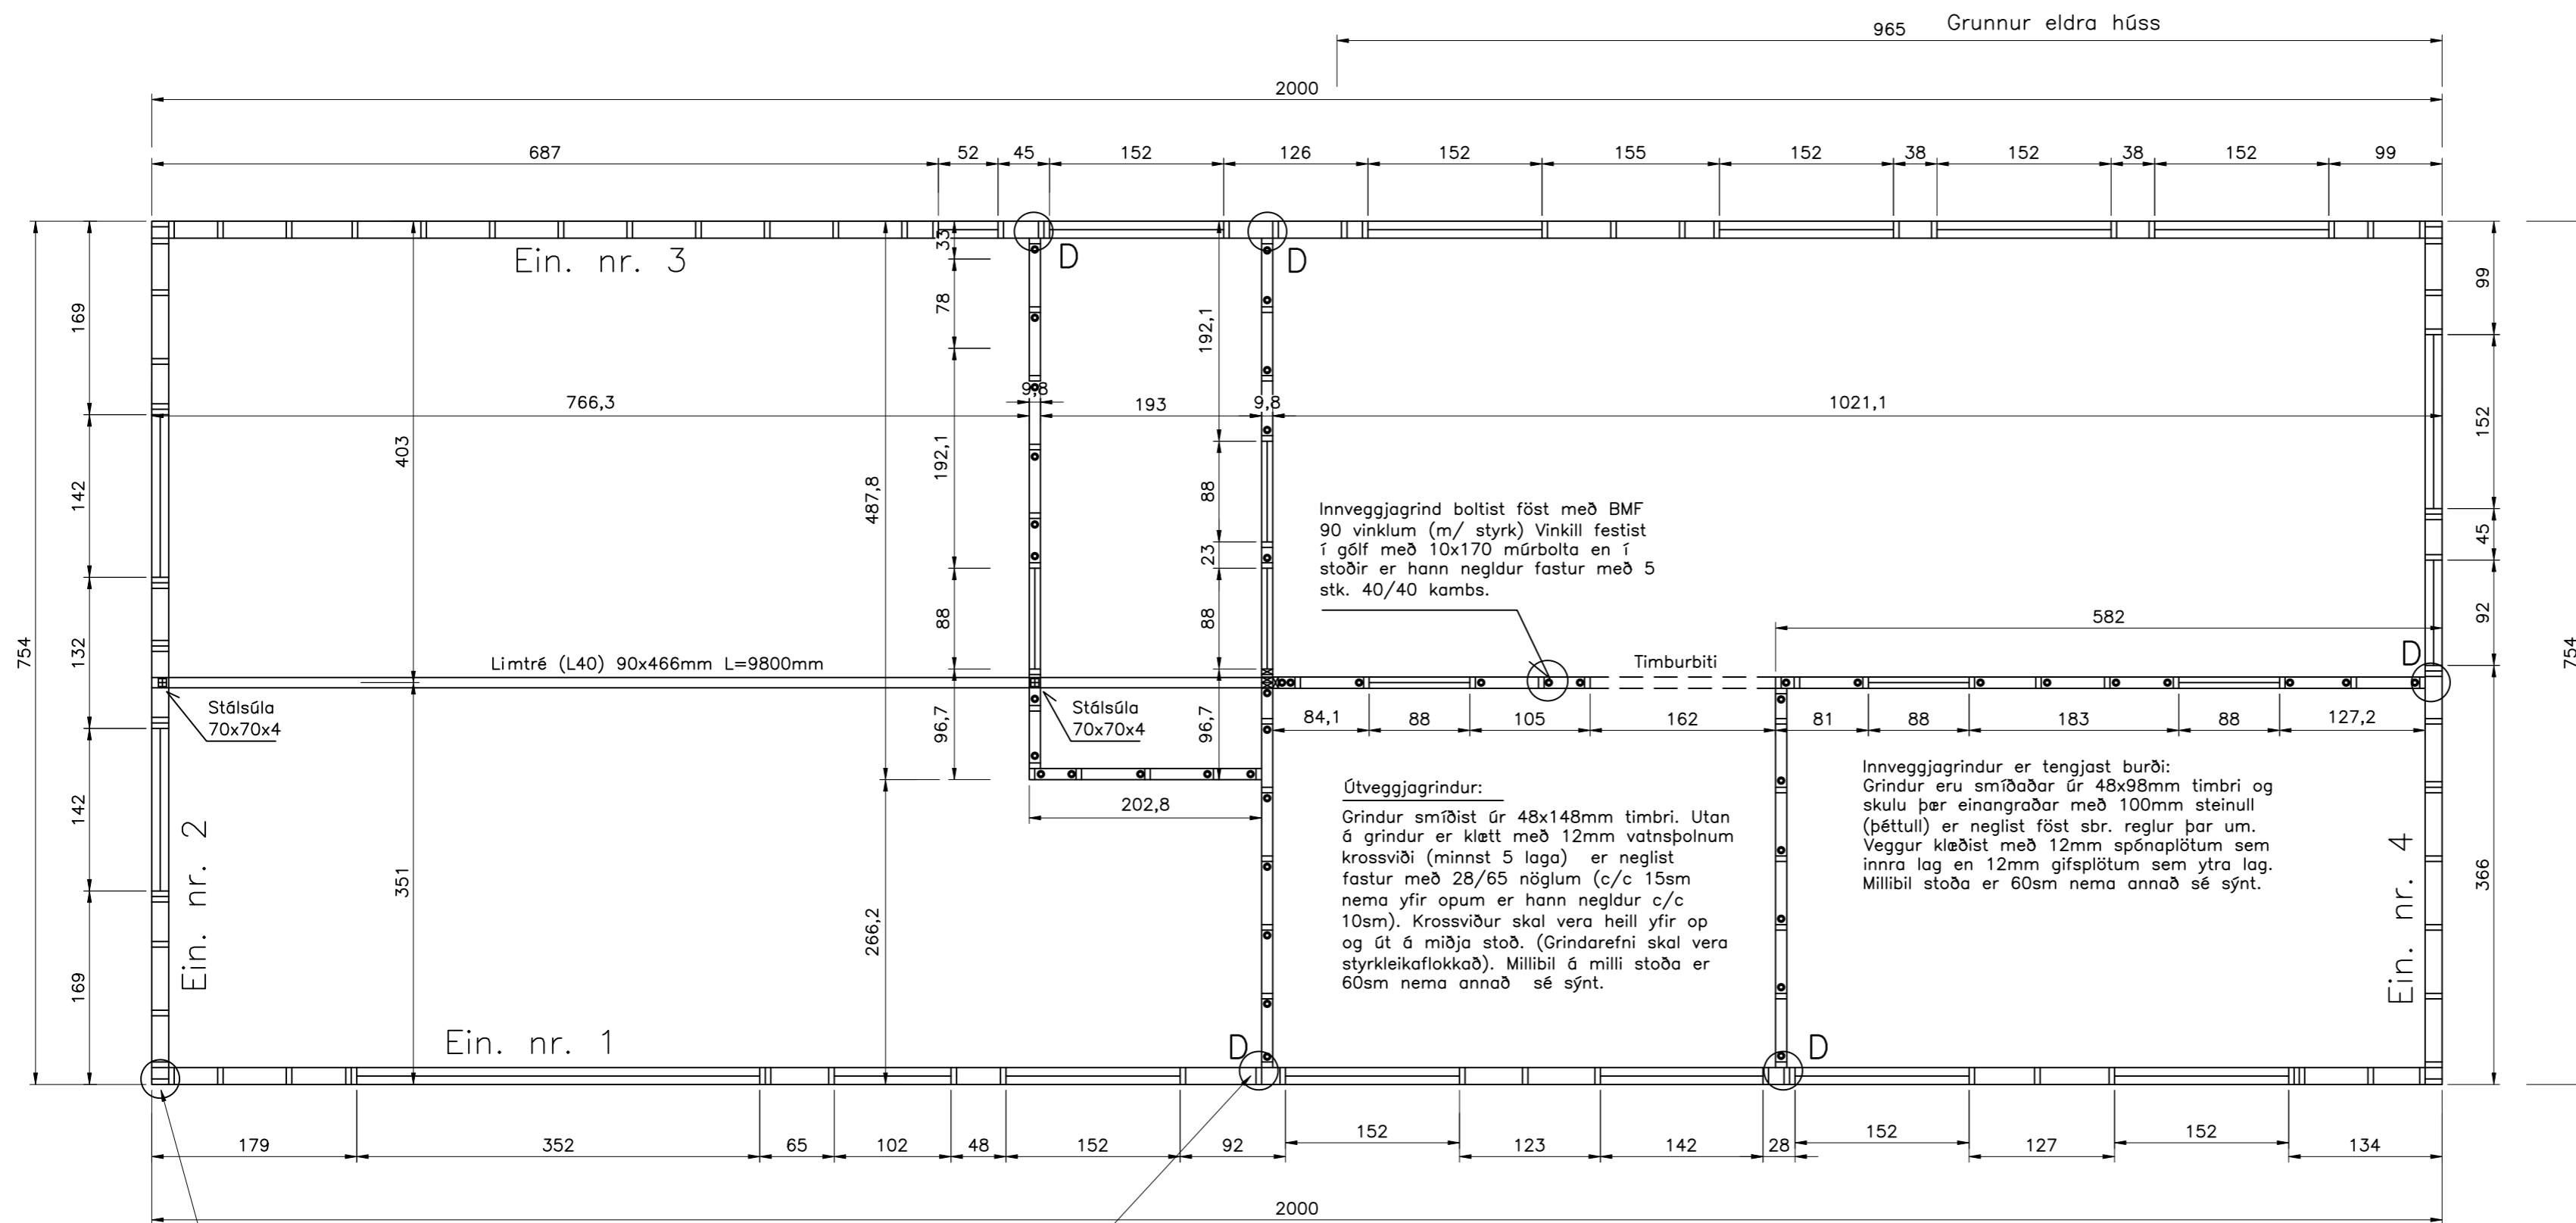 965 Grunnur eldra húss
2000
687 52 45 152 126 152 155 152 38 152 38 152 99
Ein. nr. 3
D
D
33
78
192,1
88
96,7
192,1
88
23
88
96,7
169
142
132
142
169
754
99
152
45
92
366
754
403
351
487,8
266,2
766,3
9,8
193
9,8
1021,1
Innveggjagrind boltist föst með BMF
90 vinklum (m/ styrk) Vinkill festist
í gólf með 10x170 múrbolta en í
stoðir er hann negldur fastur með 5
stk. 40/40 kambs.
582
Limtré (L40) 90x466mm L=9800mm
Timburbiti
D
Stálsúla
70x70x4
Stálsúla
70x70x4
84,1 88 105 162 81 88 183 88 127,2
202,8
Útveggjagrindur:
Grindur smíðist úr 48x148mm timbri. Utan
á grindur er klætt með 12mm vatnsþolnum
krossviði (minnst 5 laga) er neglist
fastur með 28/65 nöglum (c/c 15sm
nema yfir opum er hann negldur c/c
10sm). Krossviður skal vera heill yfir op
og út á miðja stoð. (Grindarefni skal vera
styrkleikaflokkað). Millibil á milli stoða er
60sm nema annað sé sýnt.
Innveggjagrindur er tengjast burði:
Grindur eru smíðaðar úr 48x98mm timbri og
skulu þær einangraðar með 100mm steinull
(þéttull) er neglist föst sbr. reglur þar um.
Veggur klæðist með 12mm spónaplötum sem
innra lag en 12mm gifsplötum sem ytra lag.
Millibil stoða er 60sm nema annað sé sýnt.
Ein. nr. 2
Ein. nr. 4
Ein. nr. 1
D
D
179 352 65 102 48 152 92 152 123 142 28 152 127 152 134
2000